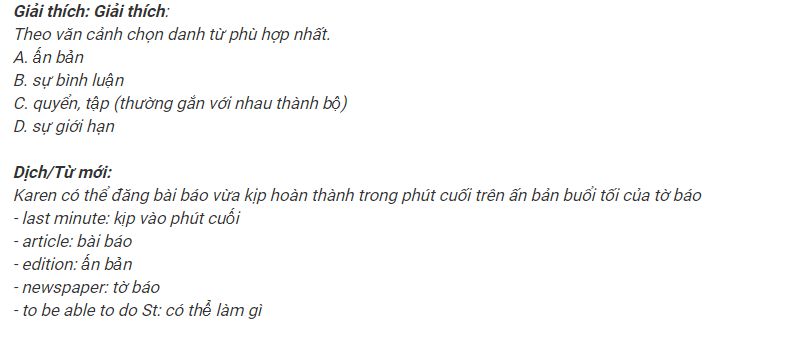 Giải thích: Giải thích:
Theo văn cảnh chọn danh từ phù hợp nhất.
A. ấn bản
B. sự bình luận
C. quyển, tập (thường gắn với nhau thành bộ)
D. sự giới hạn
Dịch/Từ mới:
Karen có thể đăng bài báo vừa kịp hoàn thành trong phút cuối trên ấn bản buổi tối của tờ báo
- last minute: kịp vào phút cuối
- article: bài báo
- edition: ấn bản
- newspaper: tờ báo
- to be able to do St: có thể làm gì